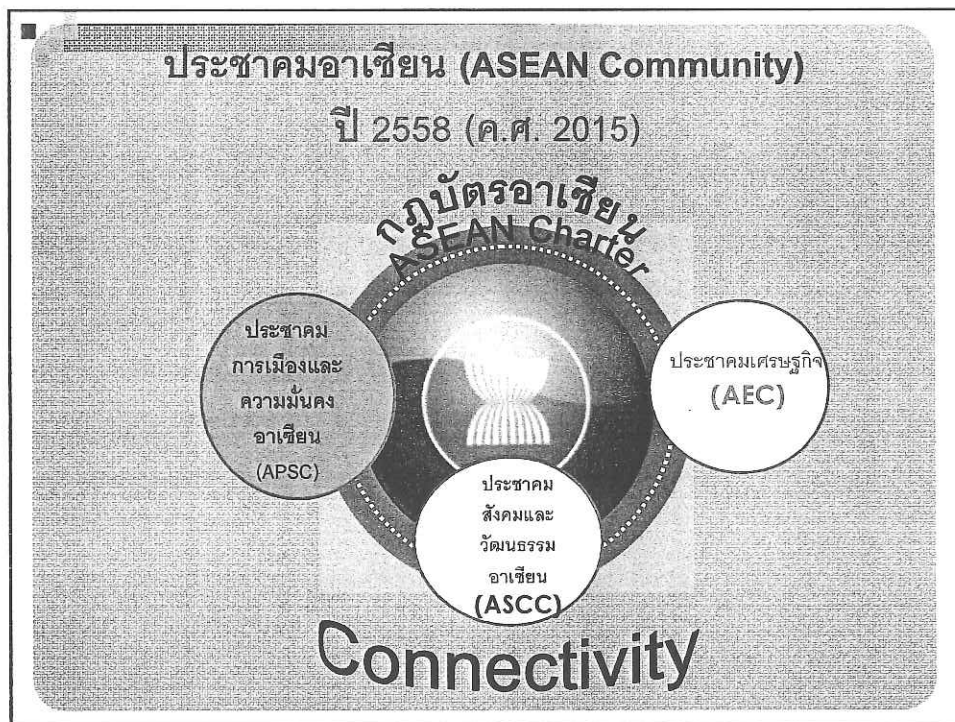 ประชาคมอาเซียน (ASEAN Community)
ปี 2558 (ค.ศ. 2015)
กฎบัตรอาเซียน
ASEAN Charter
ประชาคม
การเมืองและ
ความมั่นคง
อาเซียน
(APSC)
ประชาคมเศรษฐกิจ
(AEC)
ประชาคม
สังคมและ
วัฒนธรรม
อาเซียน
(ASCC)
Connectivity